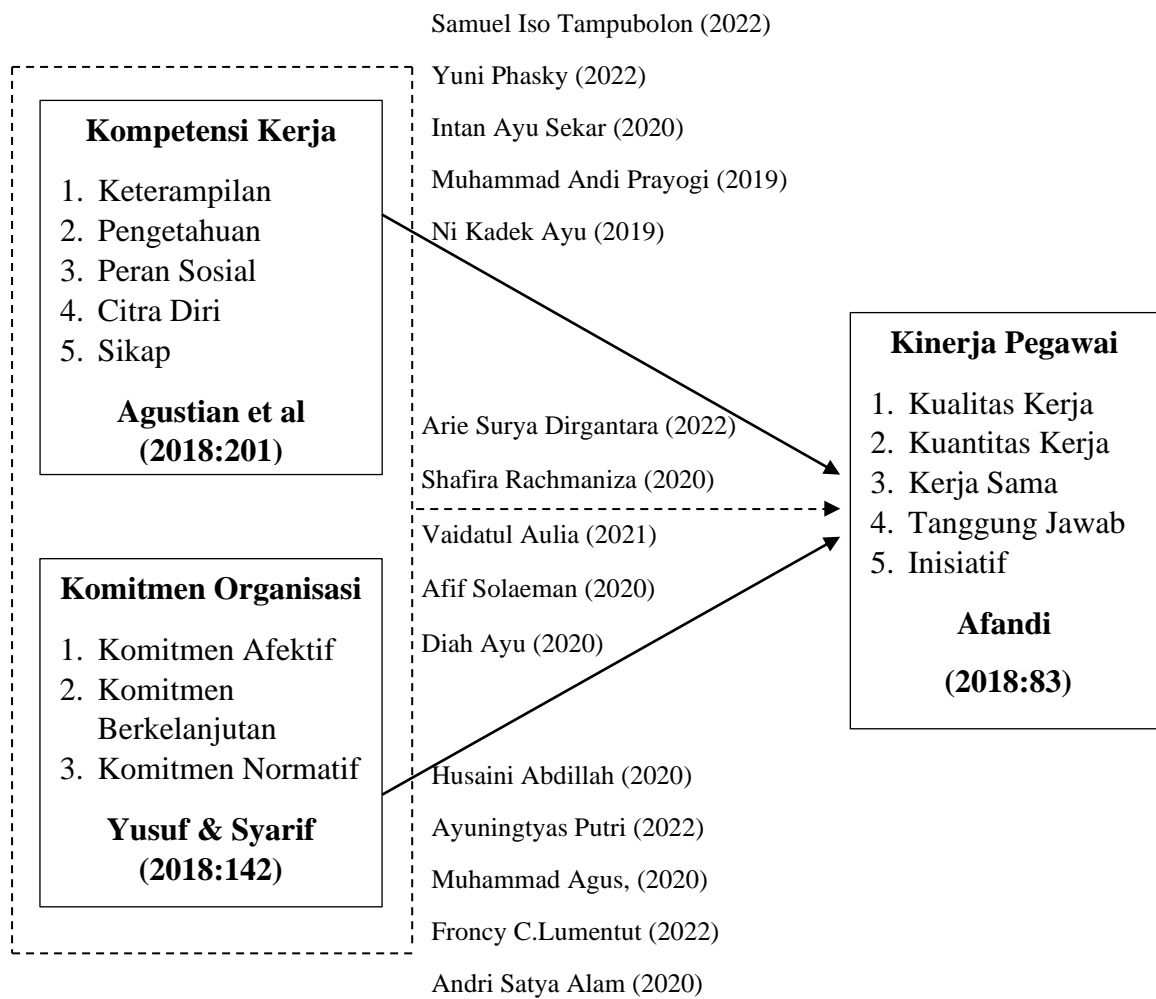 Samuel Iso Tampubolon (2022)
Yuni Phasky (2022)
Intan Ayu Sekar (2020)
Muhammad Andi Prayogi (2019)
Ni Kadek Ayu (2019)
Kompetensi Kerja
1. Keterampilan
2. Pengetahuan
3. Peran Sosial
4. Citra Diri
5. Sikap
Agustian et al
(2018:201)
Arie Surya Dirgantara (2022)
Shafira Rachmaniza (2020)
Vaidatul Aulia (2021)
Afif Solaeman (2020)
Diah Ayu (2020)
Komitmen Organisasi
1. Komitmen Afektif
2. Komitmen
Berkelanjutan
3. Komitmen Normatif
Yusuf & Syarif
(2018:142)
Husaini Abdillah (2020)
Ayuningtyas Putri (2022)
Muhammad Agus, (2020)
Froncy C.Lumentut (2022)
Andri Satya Alam (2020)
Kinerja Pegawai
1. Kualitas Kerja
2. Kuantitas Kerja
3. Kerja Sama
4. Tanggung Jawab
5. Inisiatif
Afandi
(2018:83)